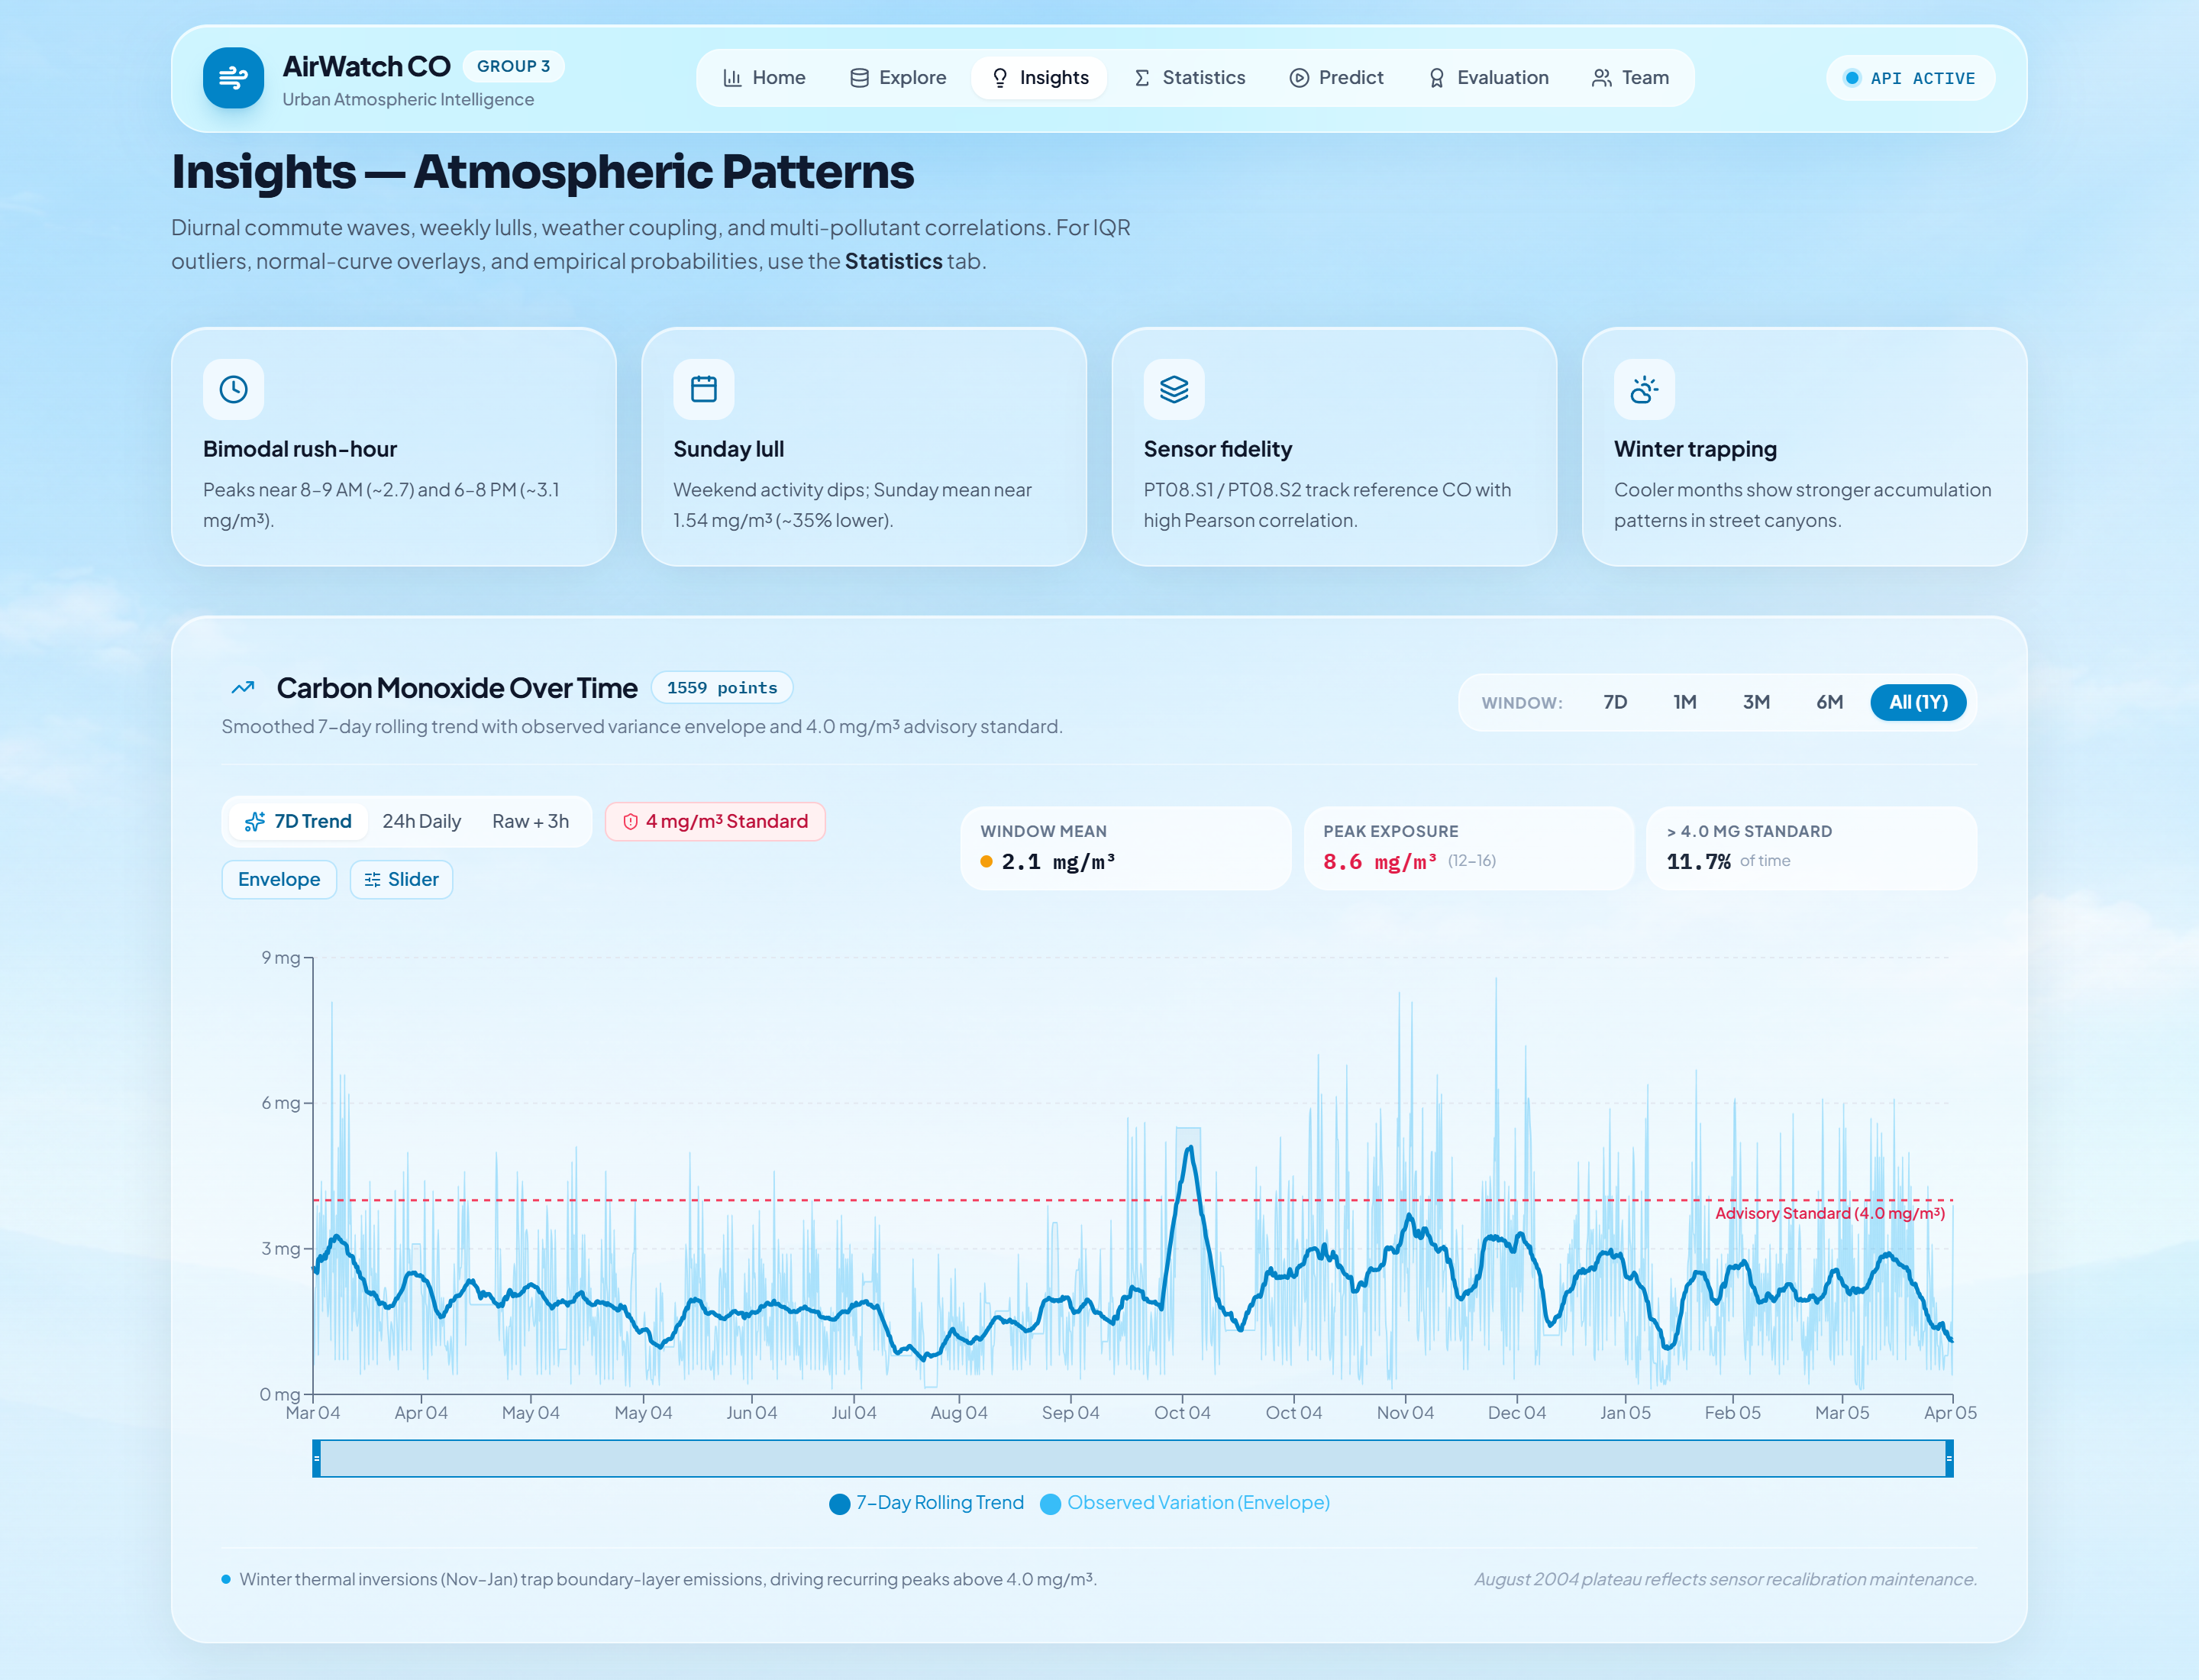 AirWatch CO GROUP 3
Urban Atmospheric Intelligence
Home Explore Insights Statistics Predict Evaluation Team
API ACTIVE
Insights — Atmospheric Patterns
Diurnal commute waves, weekly lulls, weather coupling, and multi-pollutant correlations. For IQR
outliers, normal-curve overlays, and empirical probabilities, use the Statistics tab.
Bimodal rush-hour
Peaks near 8–9 AM (~2.7) and 6–8 PM (~3.1
mg/m³).
Sunday lull
Weekend activity dips; Sunday mean near
1.54 mg/m³ (~35% lower).
Sensor fidelity
PT08.S1 / PT08.S2 track reference CO with
high Pearson correlation.
Winter trapping
Cooler months show stronger accumulation
patterns in street canyons.
Carbon Monoxide Over Time 1559 points
Smoothed 7-day rolling trend with observed variance envelope and 4.0 mg/m³ advisory standard.
WINDOW: 7D 1M 3M 6M All (1Y)
7D Trend 24h Daily Raw + 3h 4 mg/m³ Standard
Envelope Slider
WINDOW MEAN
2.1 mg/m³
PEAK EXPOSURE
8.6 mg/m³ (12-16)
> 4.0 MG STANDARD
11.7% of time
9 mg
6 mg
3 mg
0 mg
Advisory Standard (4.0 mg/m³)
Mar 04 Apr 04 May 04 May 04 Jun 04 Jul 04 Aug 04 Sep 04 Oct 04 Oct 04 Nov 04 Dec 04 Jan 05 Feb 05 Mar 05 Apr 05
7-Day Rolling Trend Observed Variation (Envelope)
Winter thermal inversions (Nov–Jan) trap boundary-layer emissions, driving recurring peaks above 4.0 mg/m³.
August 2004 plateau reflects sensor recalibration maintenance.